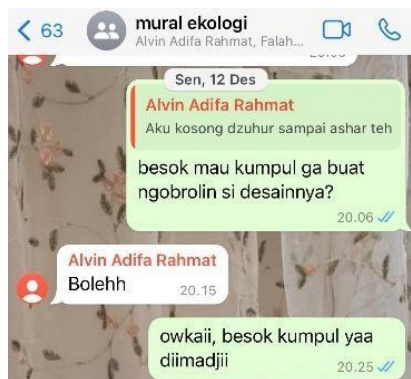 63
mural ekologi
Alvin Adifa Rahmat, Falah...
Sen, 12 Des
Alvin Adifa Rahmat
Aku kosong dzuhur sampai ashar teh
besok mau kumpul ga buat
ngobrolin si desainnya?
20.06
Alvin Adifa Rahmat
Bolehh
20.15
owkaii, besok kumpul yaa
diimadjii
20.25